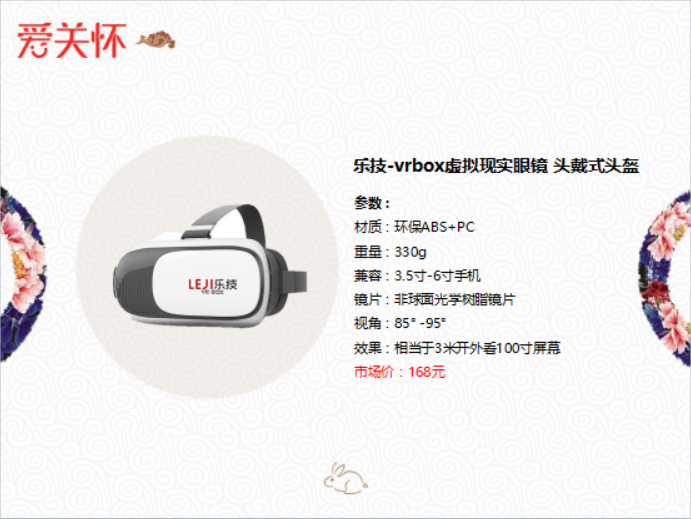 爱关怀
乐技-vrbox虚拟现实眼镜 头戴式头盔
参数：
材质：环保ABS+PC
重量：330g
兼容：3.5寸-6寸手机
镜片：非球面光学树脂镜片
视角：85° -95°
效果：相当于3米开外看100寸屏幕
市场价：168元
LEJI乐技
VR BOX